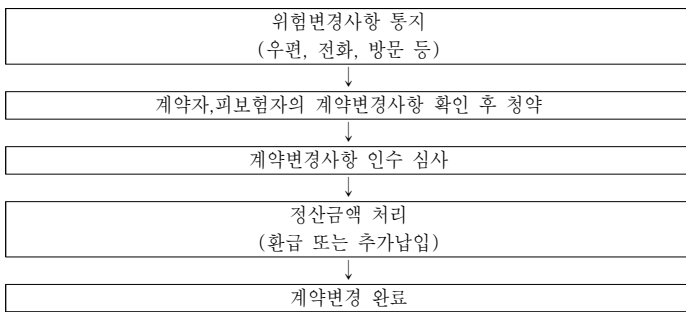 위험변경사항 통지
(우편, 전화, 방문 등)
↓
계약자,피보험자의 계약변경사항 확인 후 청약
↓
계약변경사항 인수 심사
↓
정산금액 처리
(환급 또는 추가납입)
↓
계약변경 완료